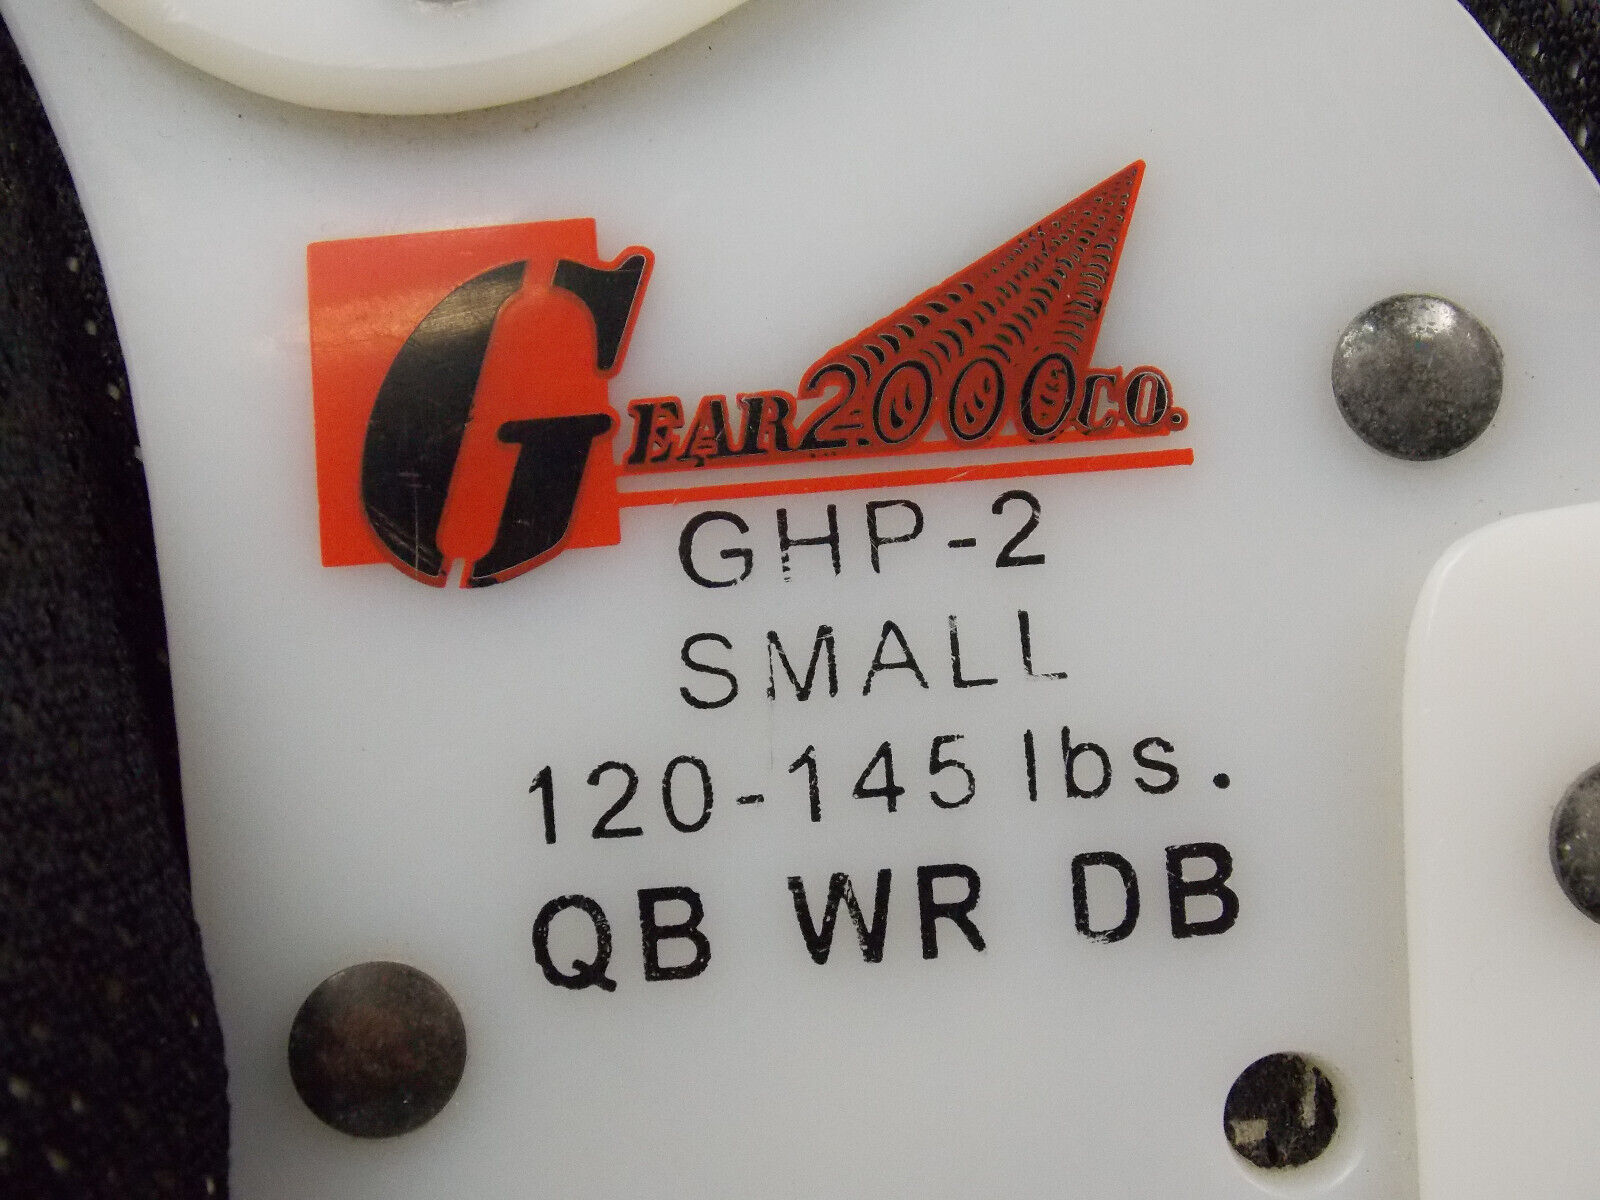 GEAR2000CO.
GHP-2
SMALL
120-145 lbs.
QB WR DB